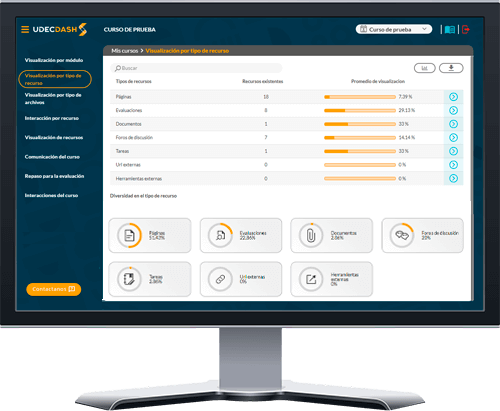 UDECDASH
CURSO DE PRUEBA
Curso de prueba
Mis cursos > Visualización por tipo de recurso
Visualización por módulo
Visualización por tipo de recurso
Visualización por tipo de archivos
Interacción por recurso
Visualización de recursos
Comunicación del curso
Repaso para la evaluación
Interacciones del curso
Contactanos
Buscar
Tipos de recursos Recursos existentes Promedio de visualizacion
Páginas 18 7.39 %
Evaluaciones 8 29.13 %
Documentos 1 33 %
Foros de discusión 7 14.14 %
Tareas 1 33 %
Url externas 0 0 %
Herramientas externas 0 0 %
Diversidad en el tipo de recurso
Páginas
51.43%
Evaluaciones
22.86%
Documentos
2.86%
Foros de discusión
20%
Tareas
2.86%
Url externas
0%
Herramientas
externas
0%